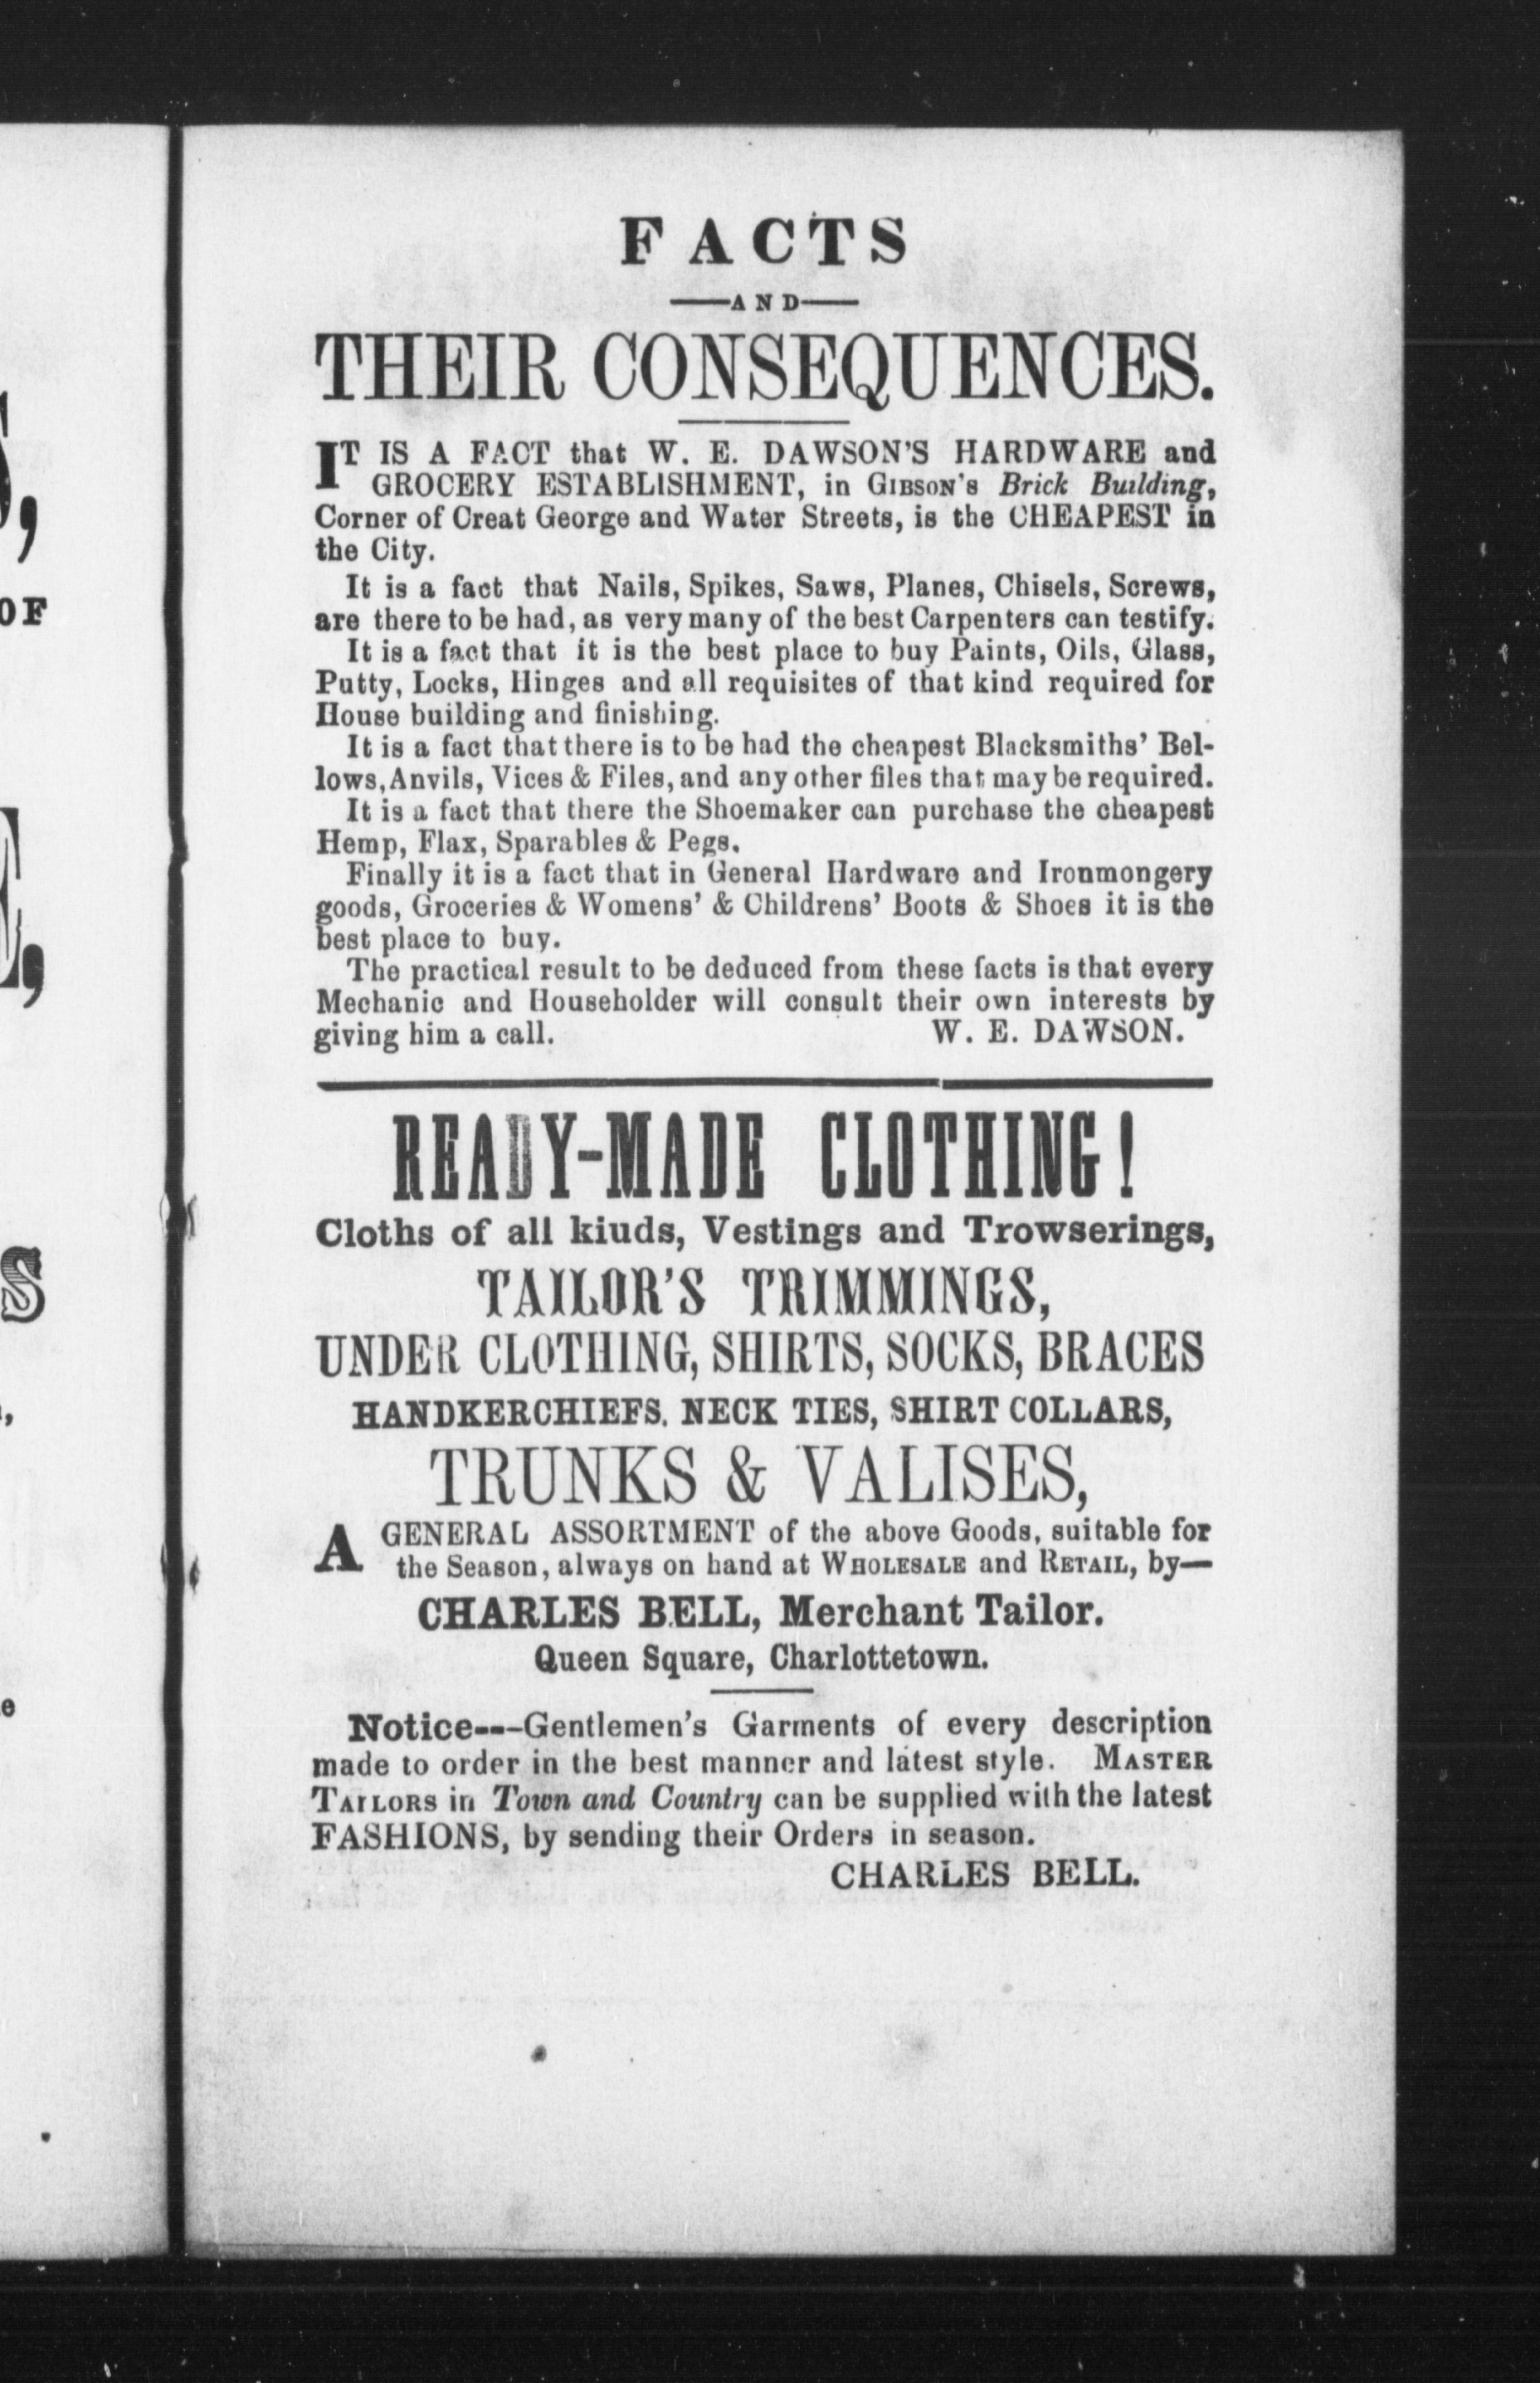 FACTS
——AND——
THEIR CONSEQUENCES.
IT IS A FACT that W. E. DAWSON'S HARDWARE and
GROCERY ESTABLISHMENT, in GIBSON's Brick Building,
Corner of Creat George and Water Streets, is the CHEAPEST in
the City.
It is a fact that Nails, Spikes, Saws, Planes, Chisels, Screws,
are there to be had, as very many of the best Carpenters can testify.
It is a fact that it is the best place to buy Paints, Oils, Glass,
Putty, Locks, Hinges and all requisites of that kind required for
House building and finishing.
It is a fact that there is to be had the cheapest Blacksmiths' Bel-
lows, Anvils, Vices & Files, and any other files that may be required.
It is a fact that there the Shoemaker can purchase the cheapest
Hemp, Flax, Sparables & Pegs.
Finally it is a fact that in General Hardware and Ironmongery
goods, Groceries & Womens' & Childrens' Boots & Shoes it is the
best place to buy.
The practical result to be deduced from these facts is that every
Mechanic and Householder will consult their own interests by
giving him a call. W. E. DAWSON.
READY-MADE CLOTHING!
Cloths of all kiuds, Vestings and Trowserings,
TAILOR'S TRIMMINGS,
UNDER CLOTHING, SHIRTS, SOCKS, BRACES
HANDKERCHIEFS. NECK TIES, SHIRT COLLARS,
TRUNKS & VALISES,
A GENERAL ASSORTMENT of the above Goods, suitable for
the Season, always on hand at WHOLESALE and RETAIL, by—
CHARLES BELL, Merchant Tailor.
Queen Square, Charlottetown.
Notice---Gentlemen's Garments of every description
made to order in the best manner and latest style. MASTER
TAILORS in Town and Country can be supplied with the latest
FASHIONS, by sending their Orders in season.
CHARLES BELL.
OF